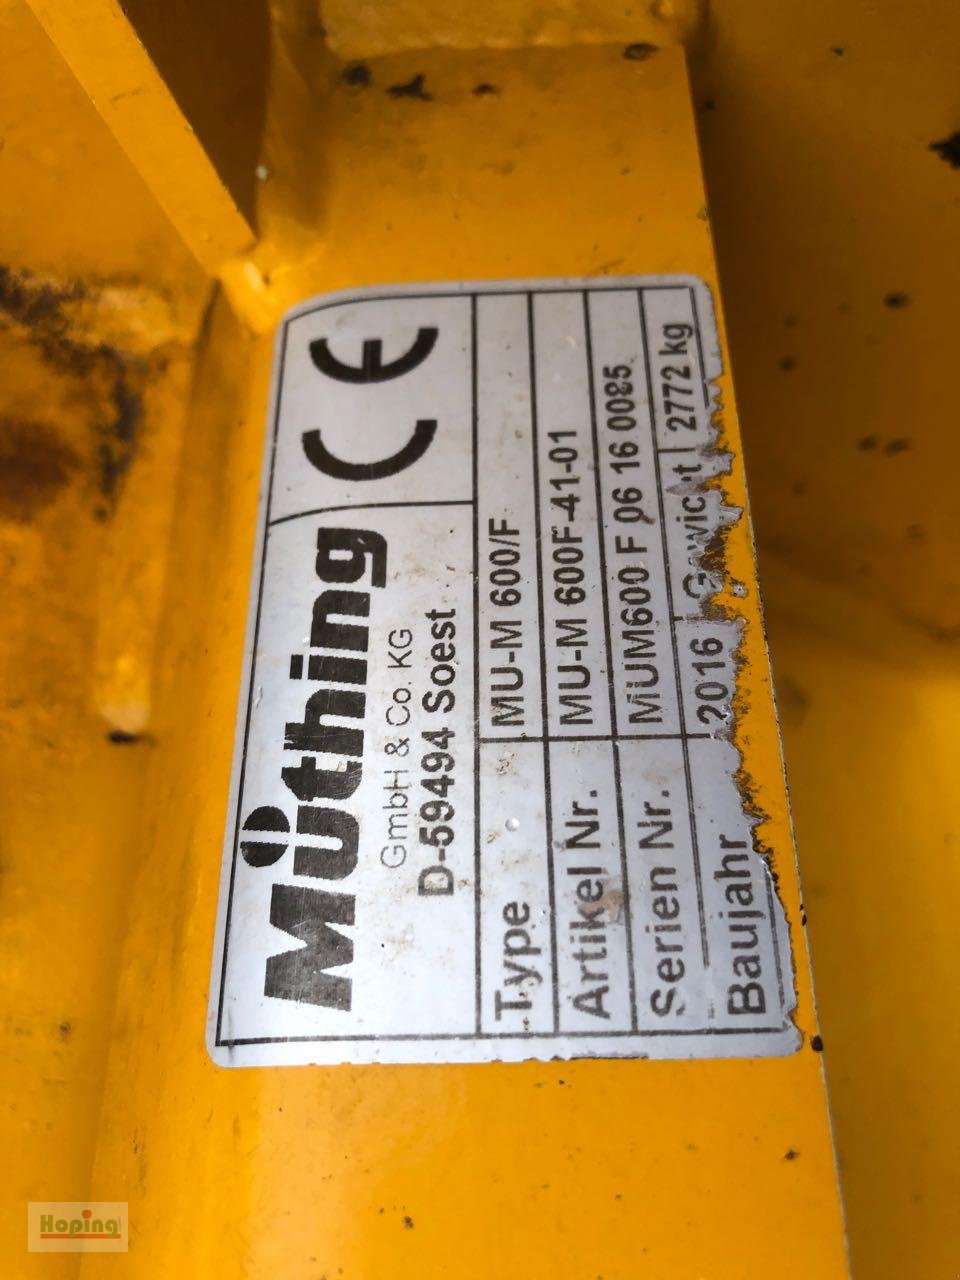 Müthing
CE
GmbH & Co. KG
D-59494 Soest
Type MU-M 600/F
Artikel Nr. MU-M 600F-41-01
Serien Nr. MUM600 F 06 16 0085
Baujahr 2016 Gewicht 2772 kg
Hoping